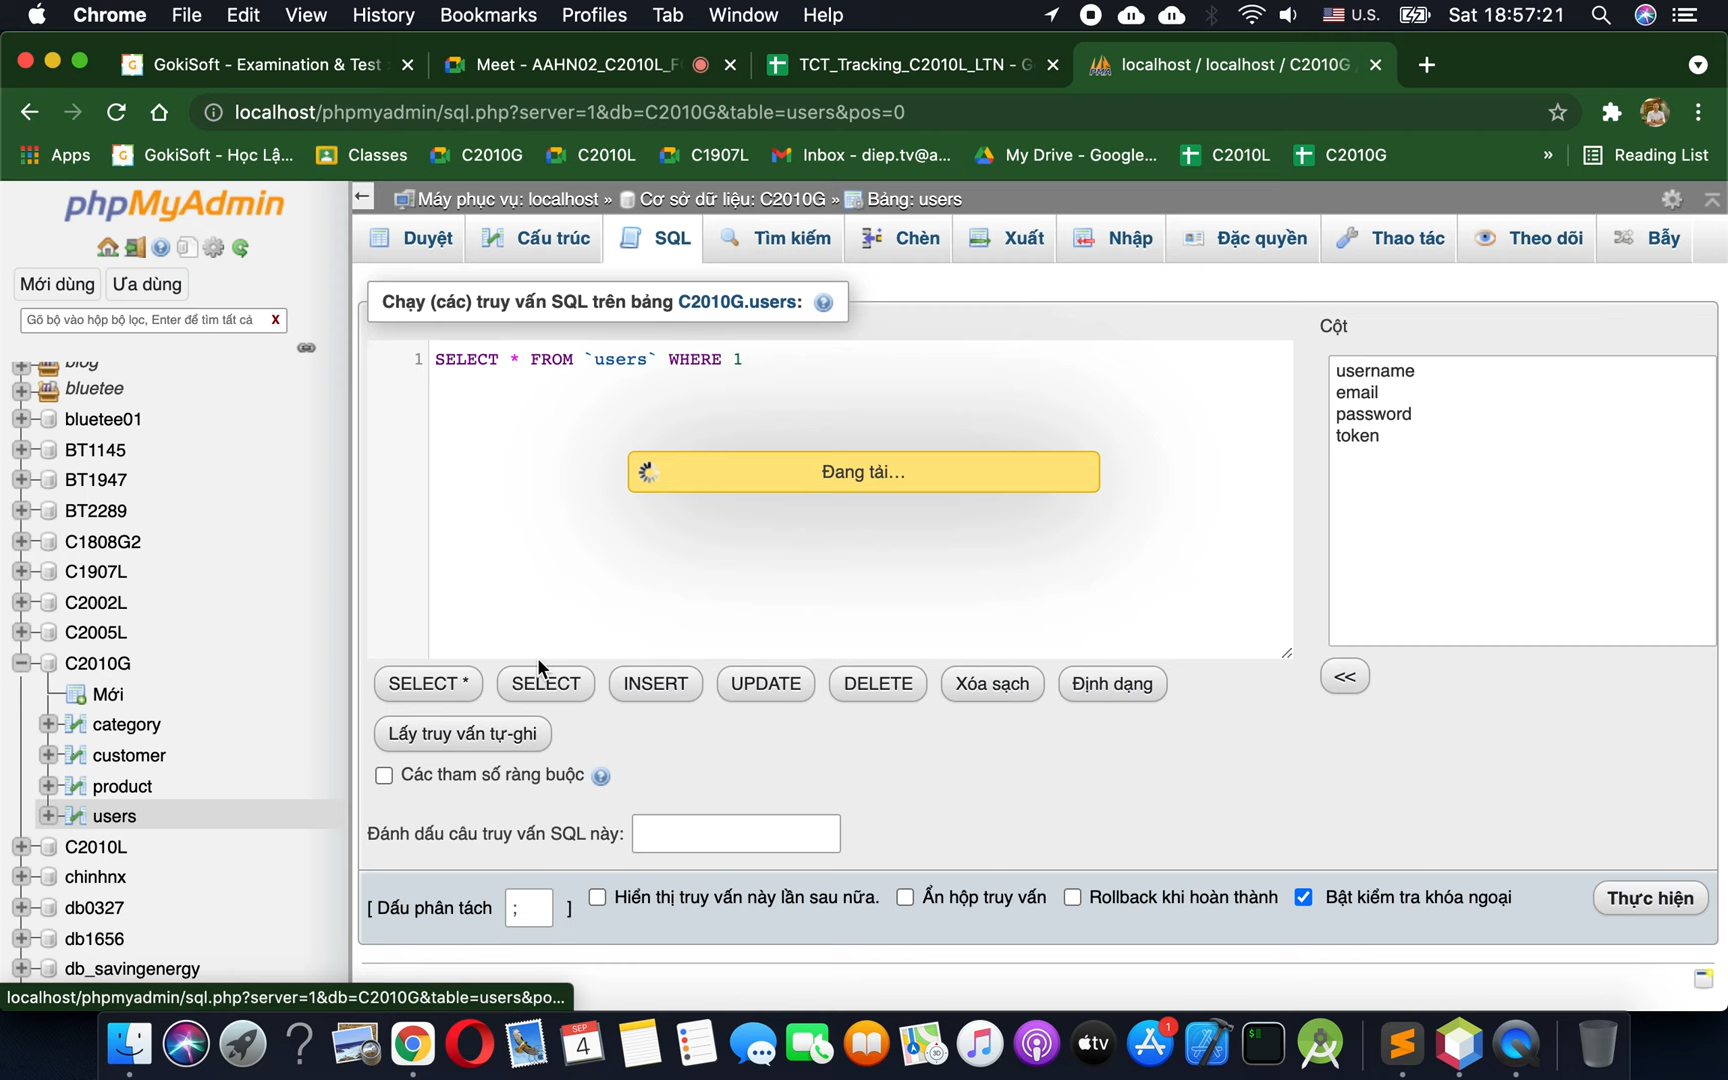 Chrome File Edit View History Bookmarks Profiles Tab Window Help U.S. Sat 18:57:21
GokiSoft - Examination & Test Meet - AAHN02_C2010L_F TCT_Tracking_C2010L_LTN - G localhost / localhost / C2010G
localhost/phpmyadmin/sql.php?server=1&db=C2010G&table=users&pos=0
Apps GokiSoft - Học Lậ... Classes C2010G C2010L C1907L Inbox - diep.tv@a... My Drive - Google... C2010L C2010G » Reading List
phpMyAdmin
Máy phục vụ: localhost » Cơ sở dữ liệu: C2010G » Bảng: users
Duyệt Cấu trúc SQL Tìm kiếm Chèn Xuất Nhập Đặc quyền Thao tác Theo dõi Bẫy
Mới dùng Ưa dùng
Gõ bộ vào hộp bộ lọc, Enter để tìm tất cả X
blog
bluetee
bluetee01
BT1145
BT1947
BT2289
C1808G2
C1907L
C2002L
C2005L
C2010G
Mới
category
customer
product
users
C2010L
chinhnx
db0327
db1656
db_savingenergy
Chạy (các) truy vấn SQL trên bảng C2010G.users:
1 SELECT * FROM `users` WHERE 1
Đang tải...
Cột
username
email
password
token
<<
SELECT * SELECT INSERT UPDATE DELETE Xóa sạch Định dạng
Lấy truy vấn tự-ghi
Các tham số ràng buộc
Đánh dấu câu truy vấn SQL này:
[ Dấu phân tách ; ] Hiển thị truy vấn này lần sau nữa. Ẩn hộp truy vấn Rollback khi hoàn thành Bật kiểm tra khóa ngoại Thực hiện
localhost/phpmyadmin/sql.php?server=1&db=C2010G&table=users&po...
SEP
4
tv
1